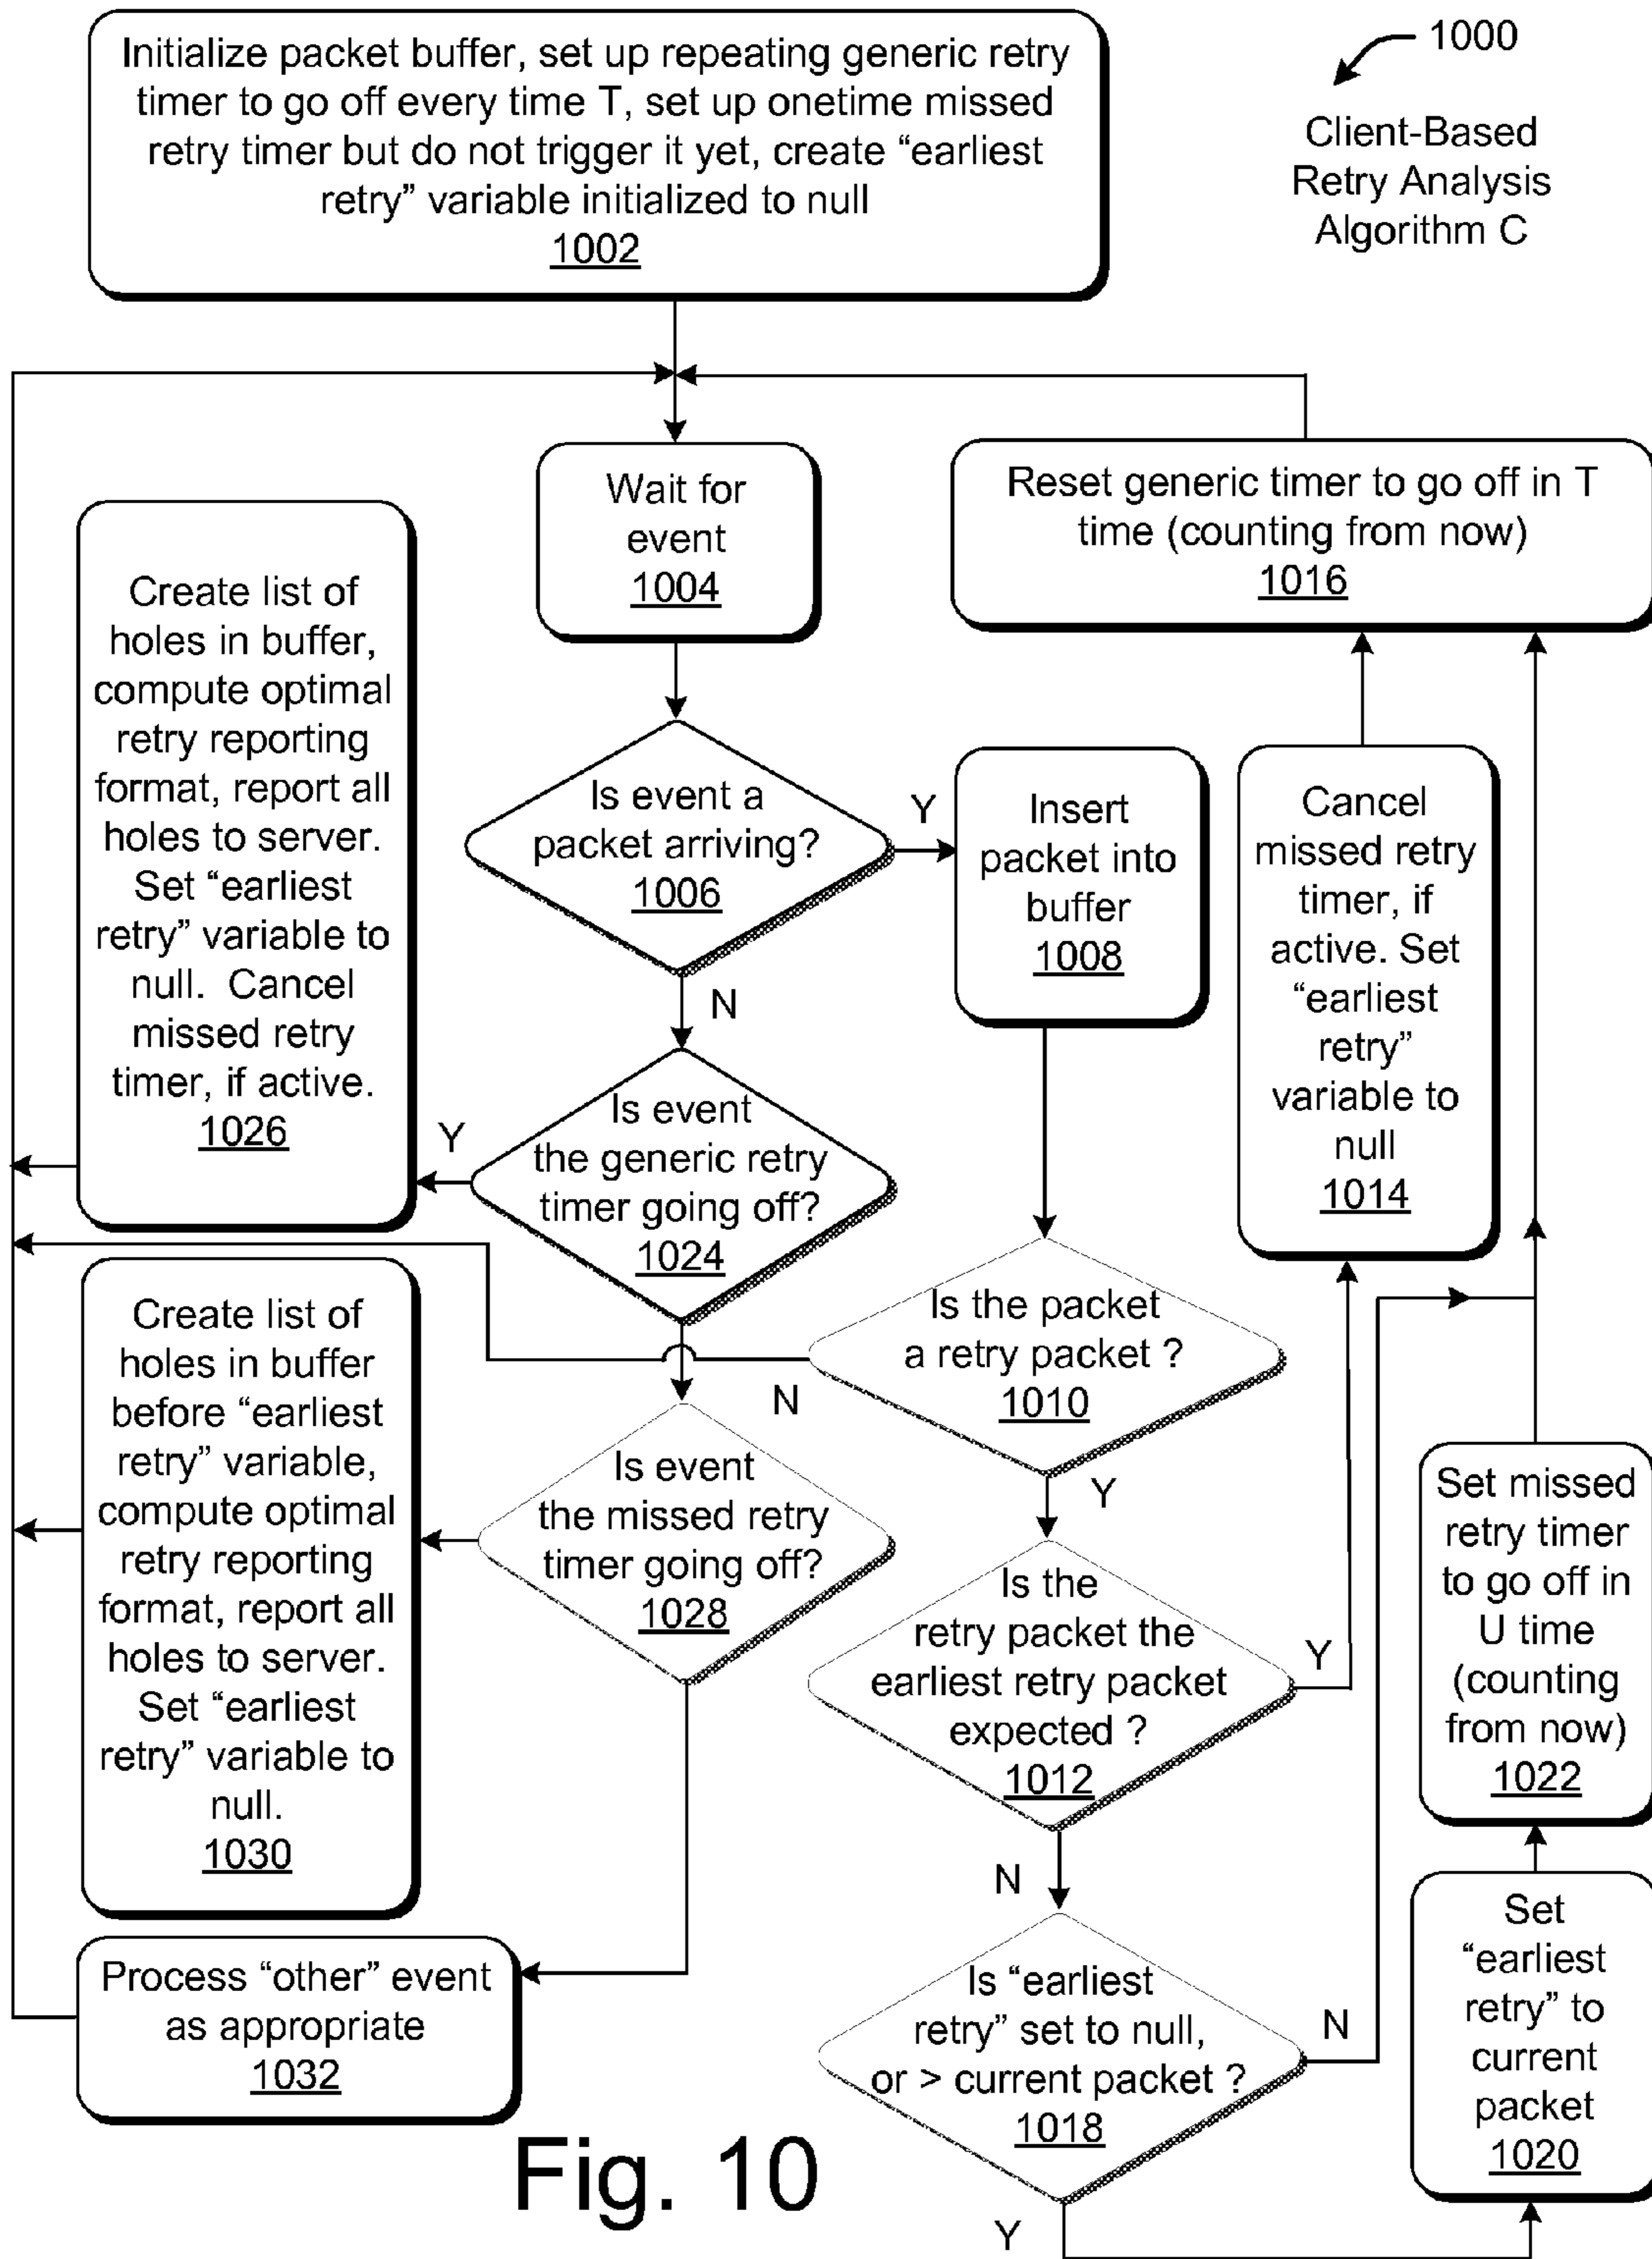 Initialize packet buffer, set up repeating generic retry
timer to go off every time T, set up onetime missed
retry timer but do not trigger it yet, create “earliest
retry” variable initialized to null
1002
1000
Client-Based
Retry Analysis
Algorithm C
Wait for
event
1004
Reset generic timer to go off in T
time (counting from now)
1016
Create list of
holes in buffer,
compute optimal
retry reporting
format, report all
holes to server.
Set “earliest
retry” variable to
null. Cancel
missed retry
timer, if active.
1026
Is event a
packet arriving?
1006
Y
N
Insert
packet into
buffer
1008
Cancel
missed retry
timer, if
active. Set
“earliest
retry”
variable to
null
1014
Is event
the generic retry
timer going off?
1024
Y
Is the packet
a retry packet ?
1010
N
Y
Create list of
holes in buffer
before “earliest
retry” variable,
compute optimal
retry reporting
format, report all
holes to server.
Set “earliest
retry” variable to
null.
1030
Is event
the missed retry
timer going off?
1028
Is the
retry packet the
earliest retry packet
expected ?
1012
Y
N
Set missed
retry timer
to go off in
U time
(counting
from now)
1022
Process “other” event
as appropriate
1032
Is “earliest
retry” set to null,
or > current packet ?
1018
N
Y
Set
“earliest
retry” to
current
packet
1020
Fig. 10